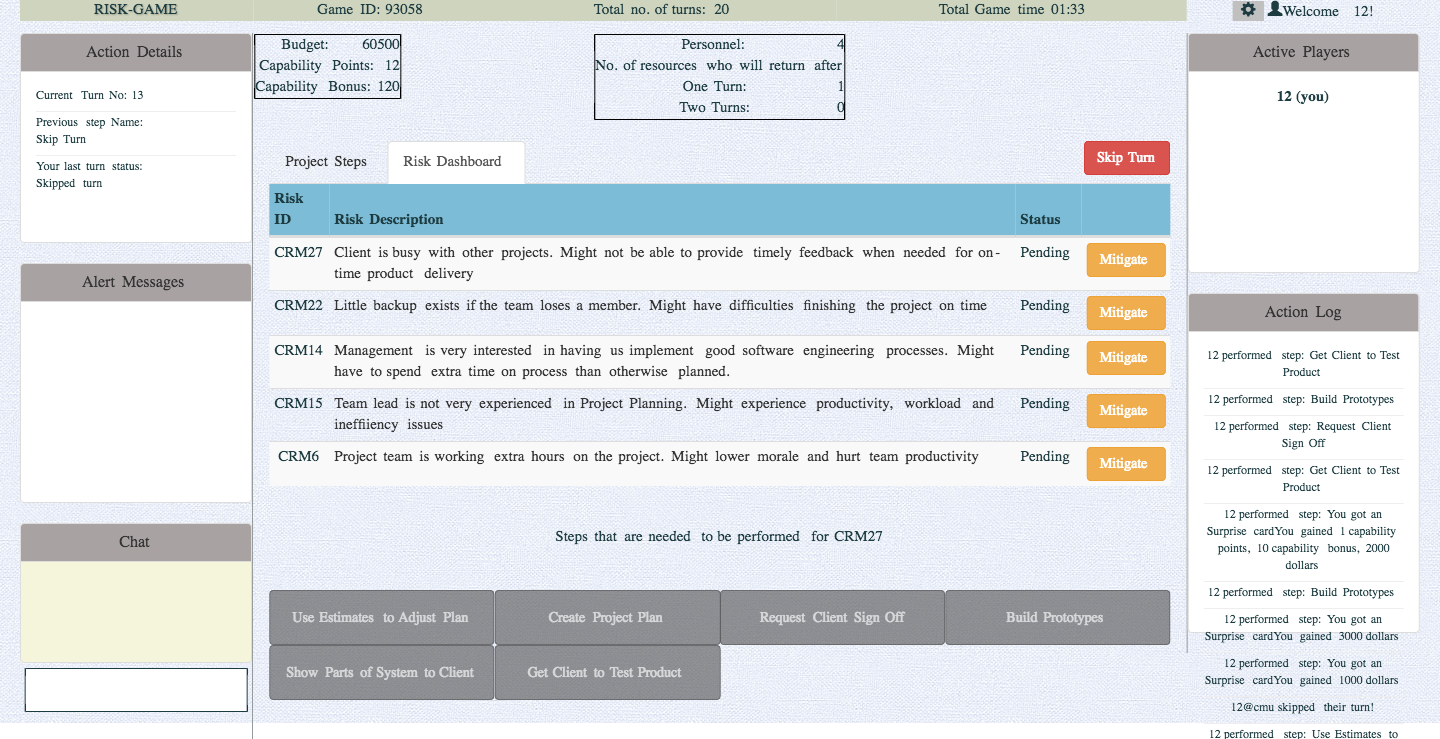 RISK-GAME
Game ID: 93058
Total no. of turns: 20
Total Game time 01:33
Welcome 12!
Action Details
Current Turn No: 13
Previous step Name:
Skip Turn
Your last turn status:
Skipped turn
Alert Messages
Chat
Budget: 60500
Capability Points: 12
Capability Bonus: 120
Personnel: 4
No. of resources who will return after
One Turn: 1
Two Turns: 0
Project Steps
Risk Dashboard
Skip Turn
Risk
ID Risk Description Status
CRM27 Client is busy with other projects. Might not be able to provide timely feedback when needed for on-
time product delivery
Pending Mitigate
CRM22 Little backup exists if the team loses a member. Might have difficulties finishing the project on time Pending Mitigate
CRM14 Management is very interested in having us implement good software engineering processes. Might
have to spend extra time on process than otherwise planned.
Pending Mitigate
CRM15 Team lead is not very experienced in Project Planning. Might experience productivity, workload and
ineffiiency issues
Pending Mitigate
CRM6 Project team is working extra hours on the project. Might lower morale and hurt team productivity Pending Mitigate
Steps that are needed to be performed for CRM27
Use Estimates to Adjust Plan
Create Project Plan
Request Client Sign Off
Build Prototypes
Show Parts of System to Client
Get Client to Test Product
Active Players
12 (you)
Action Log
12 performed step: Get Client to Test
Product
12 performed step: Build Prototypes
12 performed step: Request Client
Sign Off
12 performed step: Get Client to Test
Product
12 performed step: You got an
Surprise cardYou gained 1 capability
points, 10 capability bonus, 2000
dollars
12 performed step: Build Prototypes
12 performed step: You got an
Surprise cardYou gained 3000 dollars
12 performed step: You got an
Surprise cardYou gained 1000 dollars
12@cmu skipped their turn!
12 performed step: Use Estimates to